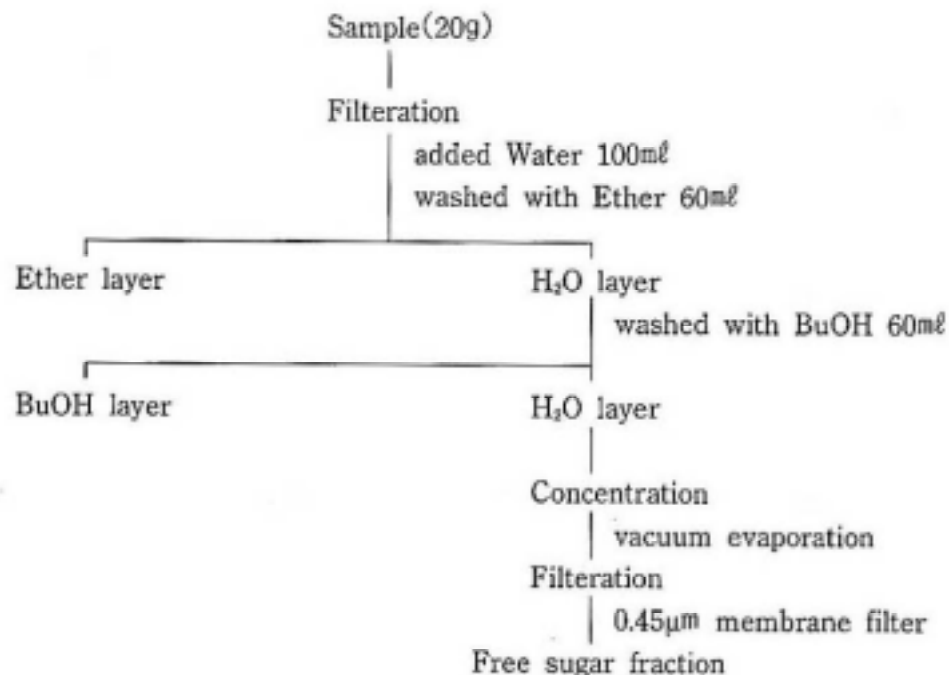 Sample(20g)
Filteration
added Water 100mℓ
washed with Ether 60mℓ
Ether layer
H₂O layer
washed with BuOH 60mℓ
BuOH layer
H₂O layer
Concentration
vacuum evaporation
Filteration
0.45μm membrane filter
Free sugar fraction